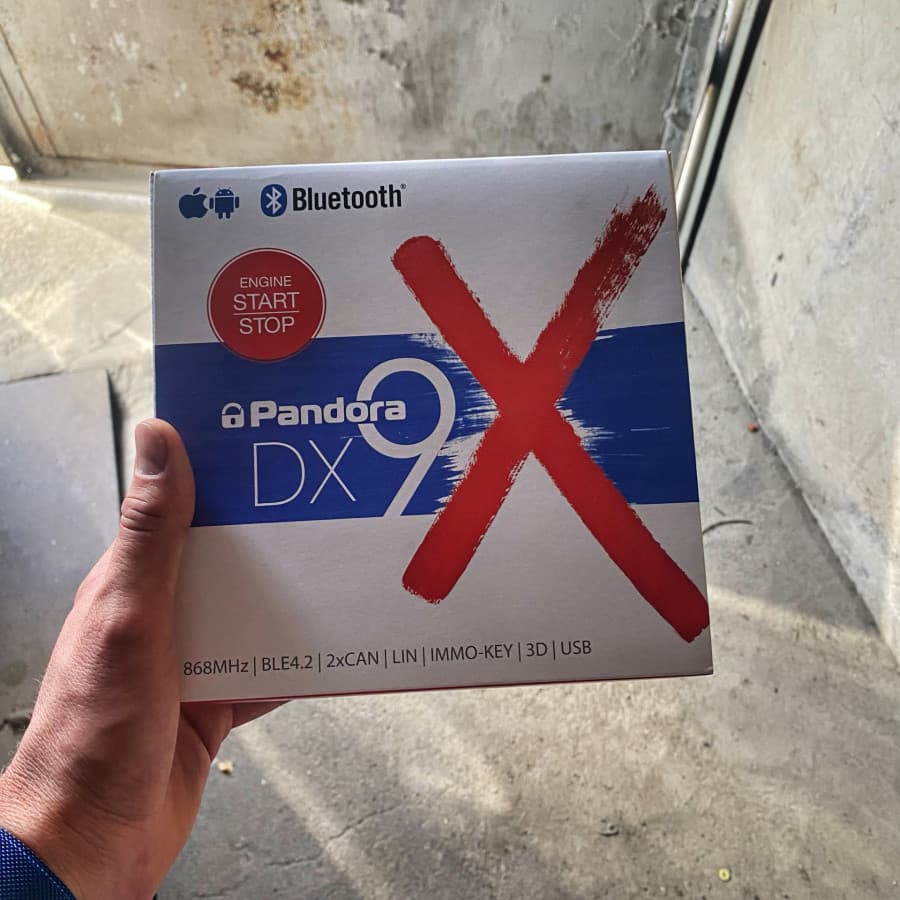 Bluetooth®
ENGINE
START
STOP
Pandora
DX 9X
868MHz | BLE4.2 | 2xCAN | LIN | IMMO-KEY | 3D | USB